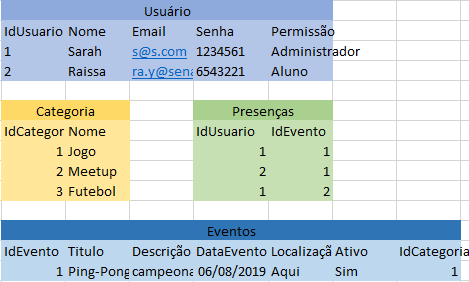 Usuário
IdUsuario Nome Email Senha Permissão
1 Sarah s@s.com 1234561 Administrador
2 Raissa ra.y@sena 6543221 Aluno
Categoria Presenças
IdCategor Nome IdUsuario IdEvento
1 Jogo 1 1
2 Meetup 2 1
3 Futebol 1 2
Eventos
IdEvento Titulo Descrição DataEvento Localizaçã Ativo IdCategoria
1 Ping-Pong campeona 06/08/2019 Aqui Sim 1